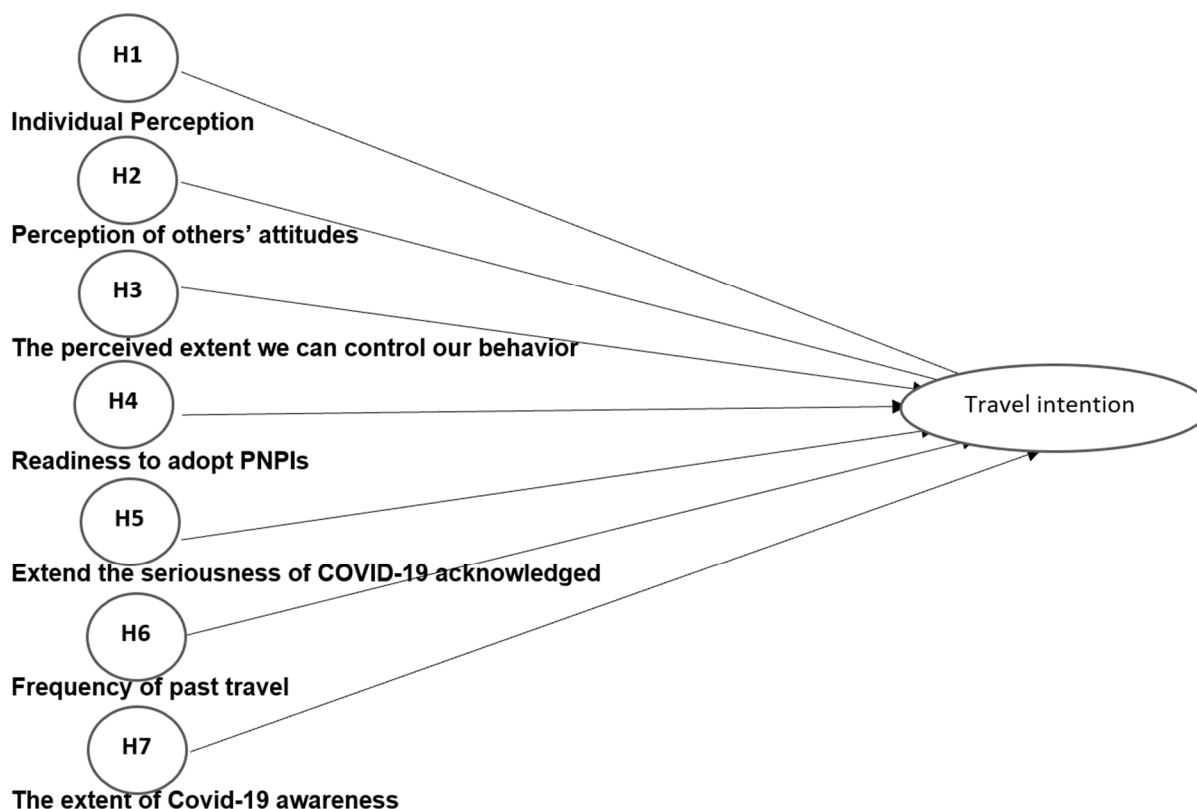 H1
Individual Perception
H2
Perception of others’ attitudes
H3
The perceived extent we can control our behavior
H4
Travel intention
Readiness to adopt PNPIs
H5
Extend the seriousness of COVID-19 acknowledged
H6
Frequency of past travel
H7
The extent of Covid-19 awareness